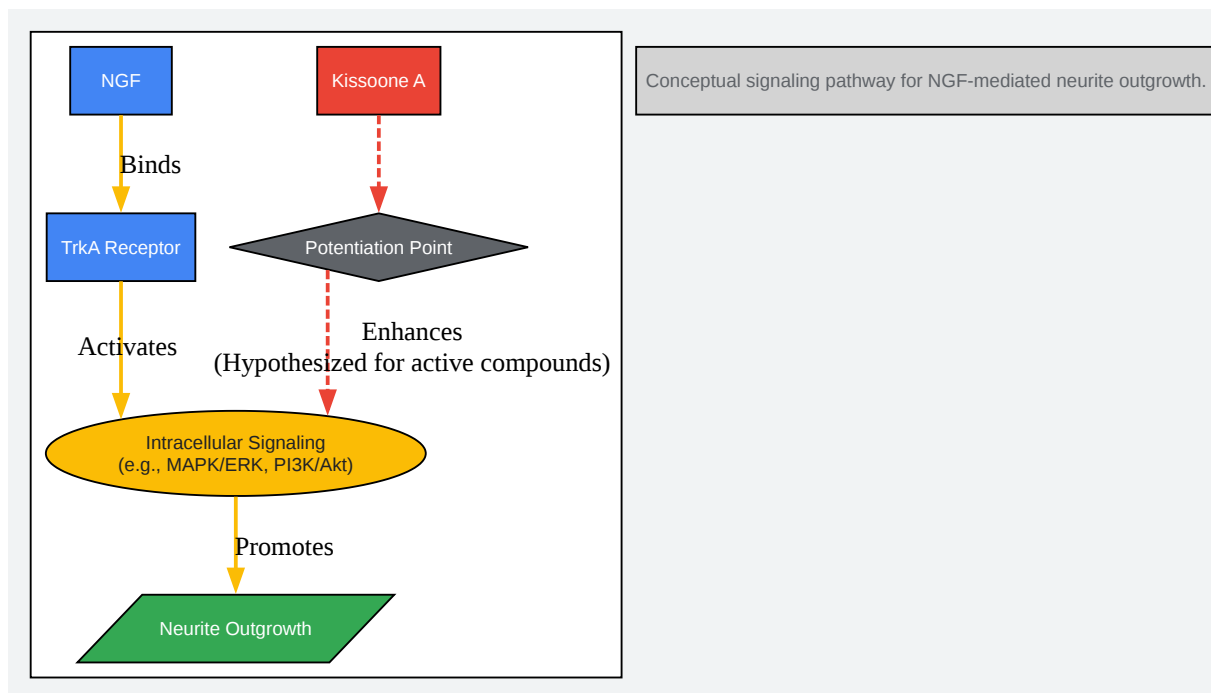 NGF
Kissoone A
Conceptual signaling pathway for NGF-mediated neurite outgrowth.
Binds
TrkA Receptor
Potentiation Point
Activates
Enhances
(Hypothesized for active compounds)
Intracellular Signaling
(e.g., MAPK/ERK, PI3K/Akt)
Promotes
Neurite Outgrowth